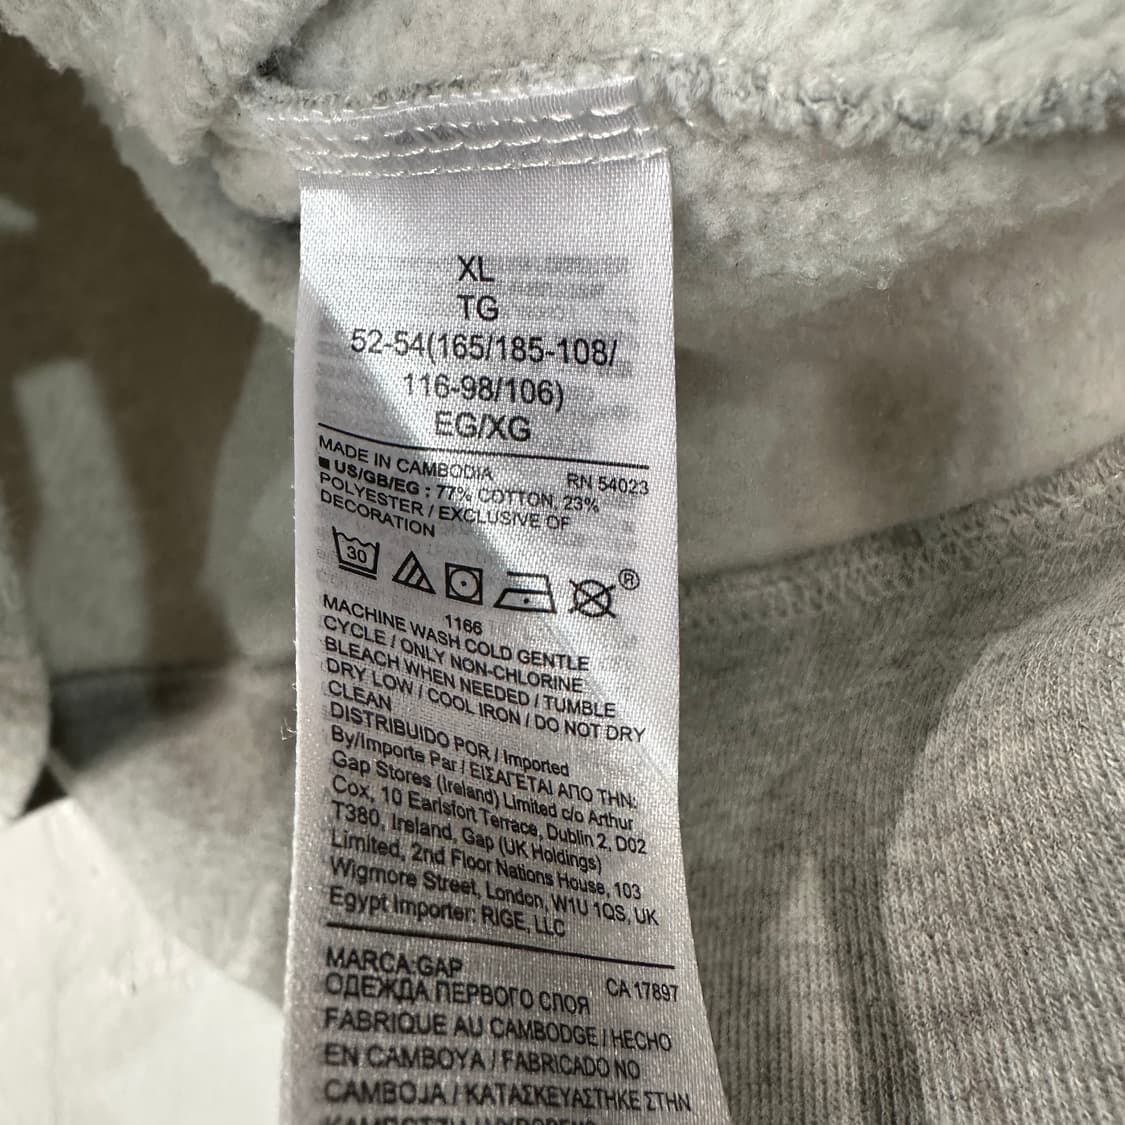 XL
TG
52-54(165/185-108/
116-98/106)
EG/XG
MADE IN CAMBODIA RN 54023
US/GB/EG : 77% COTTON, 23%
POLYESTER / EXCLUSIVE OF
DECORATION
30 ®
1166
MACHINE WASH COLD GENTLE
CYCLE / ONLY NON-CHLORINE
BLEACH WHEN NEEDED / TUMBLE
DRY LOW / COOL IRON / DO NOT DRY
CLEAN
DISTRIBUIDO POR / Imported
By/Importe Par / ΕΙΣΑΓΕΤΑΙ ΑΠΟ ΤΗΝ:
Gap Stores (Ireland) Limited c/o Arthur
Cox, 10 Earlsfort Terrace, Dublin 2, D02
T380, Ireland, Gap (UK Holdings)
Limited, 2nd Floor Nations House, 103
Wigmore Street, London, W1U 1QS, UK
Egypt Importer: RIGE, LLC
MARCA:GAP CA 17897
ОДЕЖДА ПЕРВОГО СЛОЯ
FABRIQUE AU CAMBODGE / HECHO
EN CAMBOYA / FABRICADO NO
CAMBOJA / ΚΑΤΑΣΚΕΥΑΣΤΗΚΕ ΣΤΗΝ